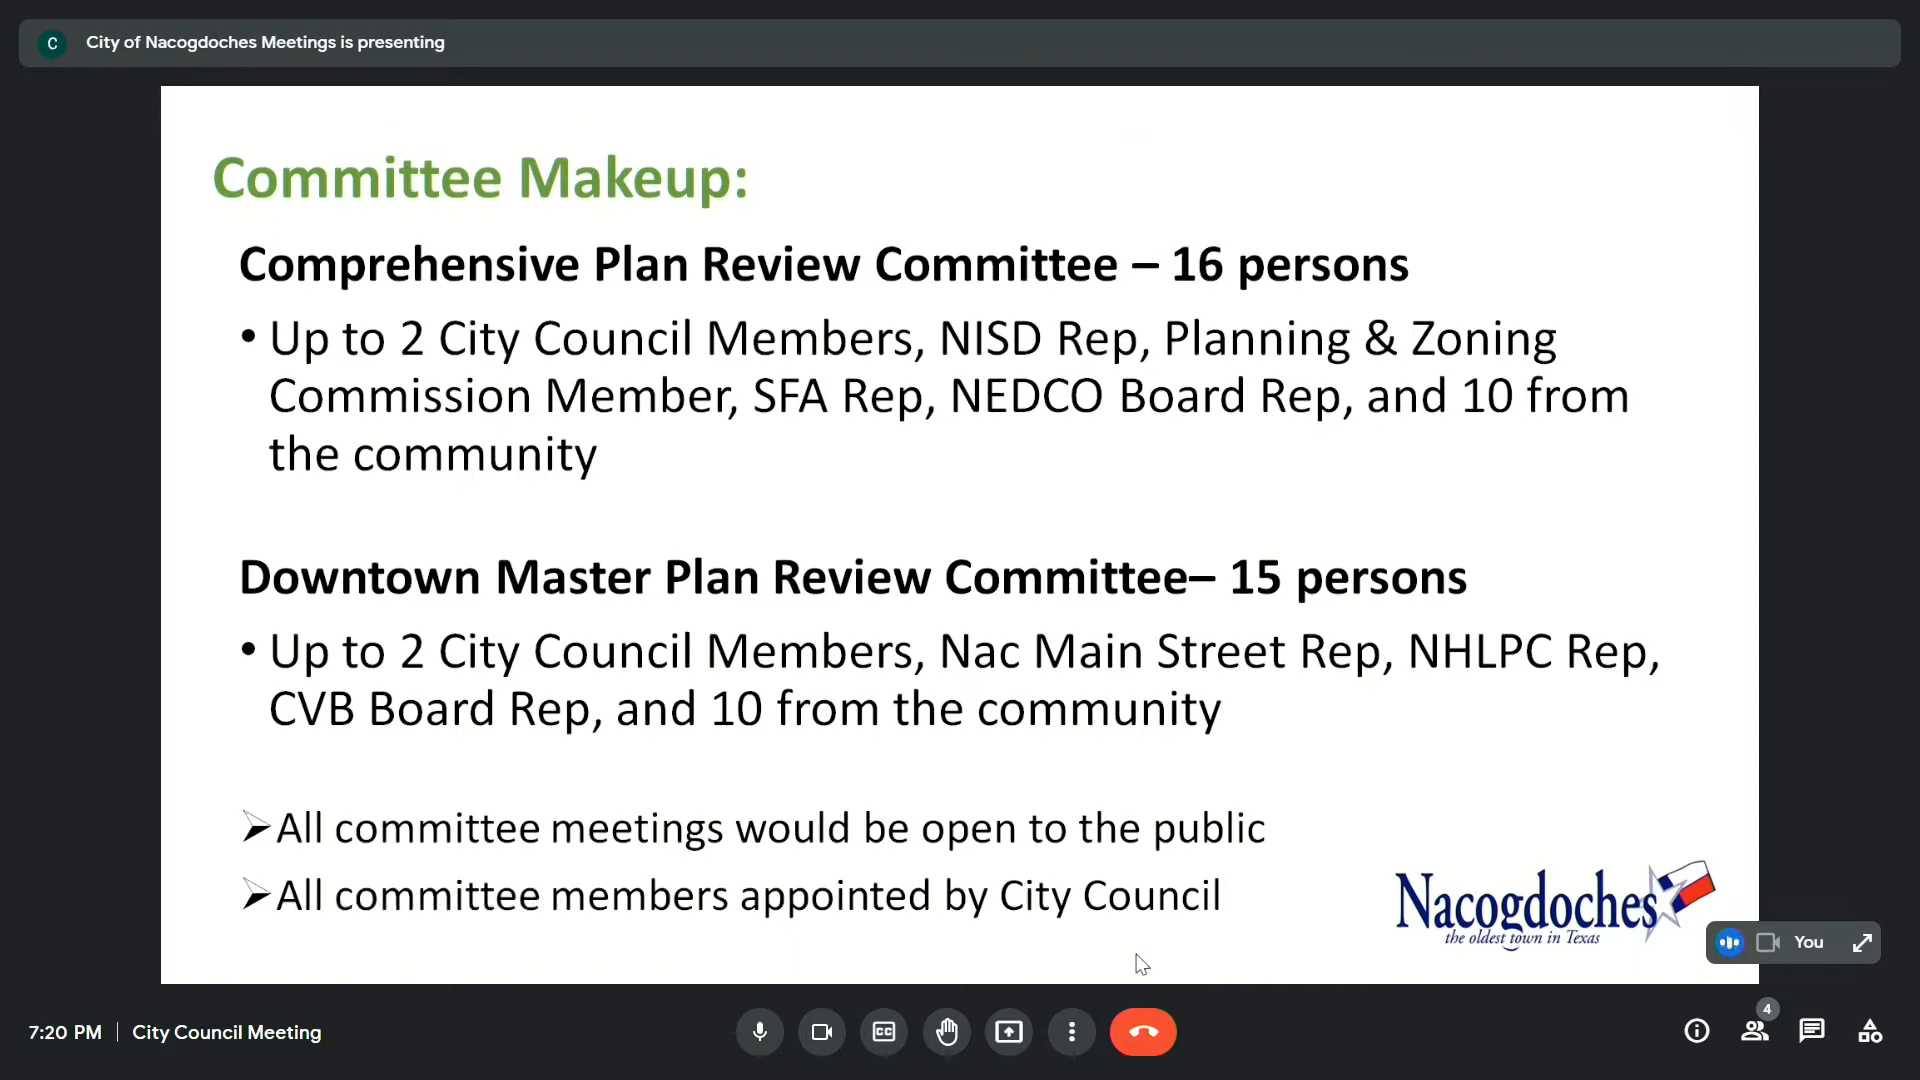 C City of Nacogdoches Meetings is presenting
Committee Makeup:
Comprehensive Plan Review Committee – 16 persons
• Up to 2 City Council Members, NISD Rep, Planning & Zoning
Commission Member, SFA Rep, NEDCO Board Rep, and 10 from
the community
Downtown Master Plan Review Committee– 15 persons
• Up to 2 City Council Members, Nac Main Street Rep, NHLPC Rep,
CVB Board Rep, and 10 from the community
➢All committee meetings would be open to the public
➢All committee members appointed by City Council
Nacogdoches
the oldest town in Texas
You
7:20 PM | City Council Meeting
CC
4